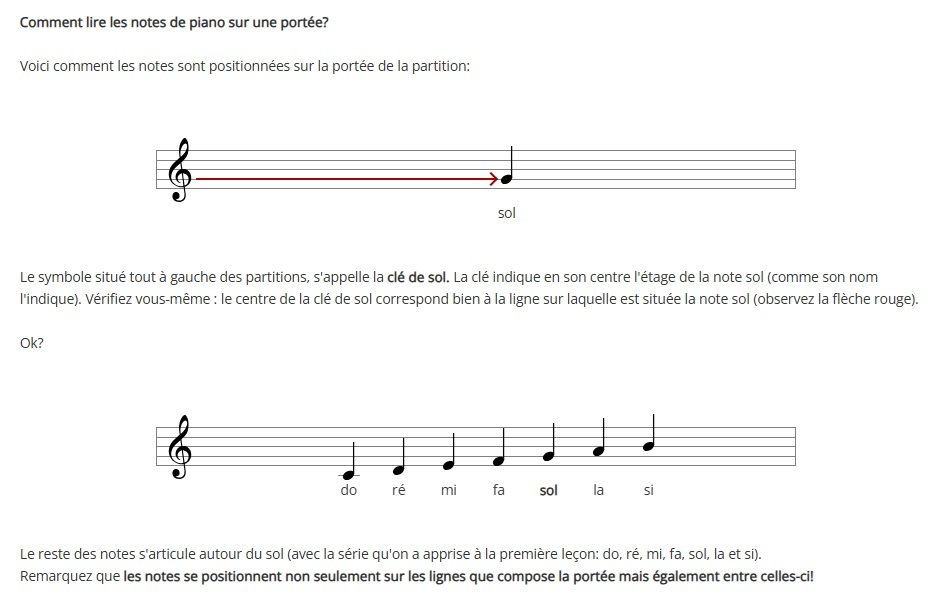 Comment lire les notes de piano sur une portée?
Voici comment les notes sont positionnées sur la portée de la partition:
sol
Le symbole situé tout à gauche des partitions, s'appelle la clé de sol. La clé indique en son centre l'étage de la note sol (comme son nom
l'indique). Vérifiez vous-même : le centre de la clé de sol correspond bien à la ligne sur laquelle est située la note sol (observez la flèche rouge).
Ok?
do ré mi fa sol la si
Le reste des notes s'articule autour du sol (avec la série qu'on a apprise à la première leçon: do, ré, mi, fa, sol, la et si).
Remarquez que les notes se positionnent non seulement sur les lignes que compose la portée mais également entre celles-ci!